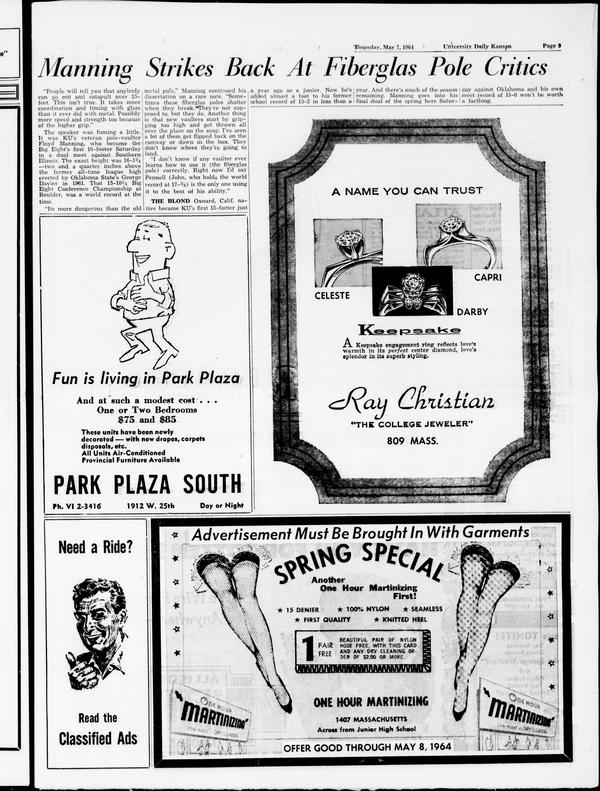 Thursday, May 7, 1964 University Daily Kansan Page 9
Manning Strikes Back At Fiberglas Pole Critics
"People will tell you that anybody
can go out and catapult over 15-
feet. This isn't true. It takes more
coordination and timing with glass
than it ever did with metal. Possibly
more speed and strength too because
of the higher grip."
The speaker was fuming a little.
It was KU's veteran pole-vaulter
Floyd Manning, who became the
Big Eight's first 16-footer Saturday
in a dual meet against Southern
Illinois. The exact height was 16-1¾
—two and a quarter inches above
the former all-time league high
erected by Oklahoma State's George
Davies in 1961. That 15-10¼ Big
Eight Conference Championship at
Boulder, was a world record at the
time.
"Its more dangerous than the old
metal pole," Manning continued his
dissertation on a rare note. "Some-
times these fiberglas poles shatter
when they break. They're not sup-
posed to, but they do. Another thing
is that new vaulters start by grip-
ping too high and get thrown all
over the place on the snap. I've seen
a lot of them get flipped back on the
runway or down in the box. They
don't know where they're going to
land.
"I don't know if any vaulter ever
learns how to use it (the fiberglas
pole) correctly. Right now I'd say
Pennell (John, who holds the world
record at 17-¾) is the only one using
it to the best of his ability."
THE BLOND Oxnard, Calif. na-
tive became KU's first 15-footer just
a year ago as a junior. Now he's
added almost a foot to his former
school record of 15-2 in less than a
year. And there's much of the season
remaining. Manning goes into his
final dual of the spring here Satur-
day against Oklahoma and his own
meet record of 15-0 won't be worth
a farthing.
Fun is living in Park Plaza
And at such a modest cost . . .
One or Two Bedrooms
$75 and $85
These units have been newly
decorated — with new drapes, carpets
disposals, etc.
All Units Air-Conditioned
Provincial Furniture Available
PARK PLAZA SOUTH
Ph. VI 2-3416 1912 W. 25th Day or Night
A NAME YOU CAN TRUST
CELESTE
CAPRI
DARBY
Keepsake
A Keepsake engagement ring reflects love's
warmth in its perfect center diamond, love's
splendor in its superb styling.
Ray Christian
"THE COLLEGE JEWELER"
809 MASS.
Need a Ride?
Read the
Classified Ads
Advertisement Must Be Brought In With Garments
SPRING SPECIAL
Another
One Hour Martinizing
First!
★ 15 DENIER ★ 100% NYLON ★ SEAMLESS
★ FIRST QUALITY ★ KNITTED HEEL
1 PAIR FREE
BEAUTIFUL PAIR OF NYLON
HOSE FREE, WITH THIS CARD
AND ANY DRY CLEANING OR-
DER OF $2.00 OR MORE.
ONE HOUR
"MARTINIZING"
ONE HOUR
"MARTINIZING"
ONE HOUR MARTINIZING
1407 MASSACHUSETTS
Across from Junior High School
OFFER GOOD THROUGH MAY 8, 1964